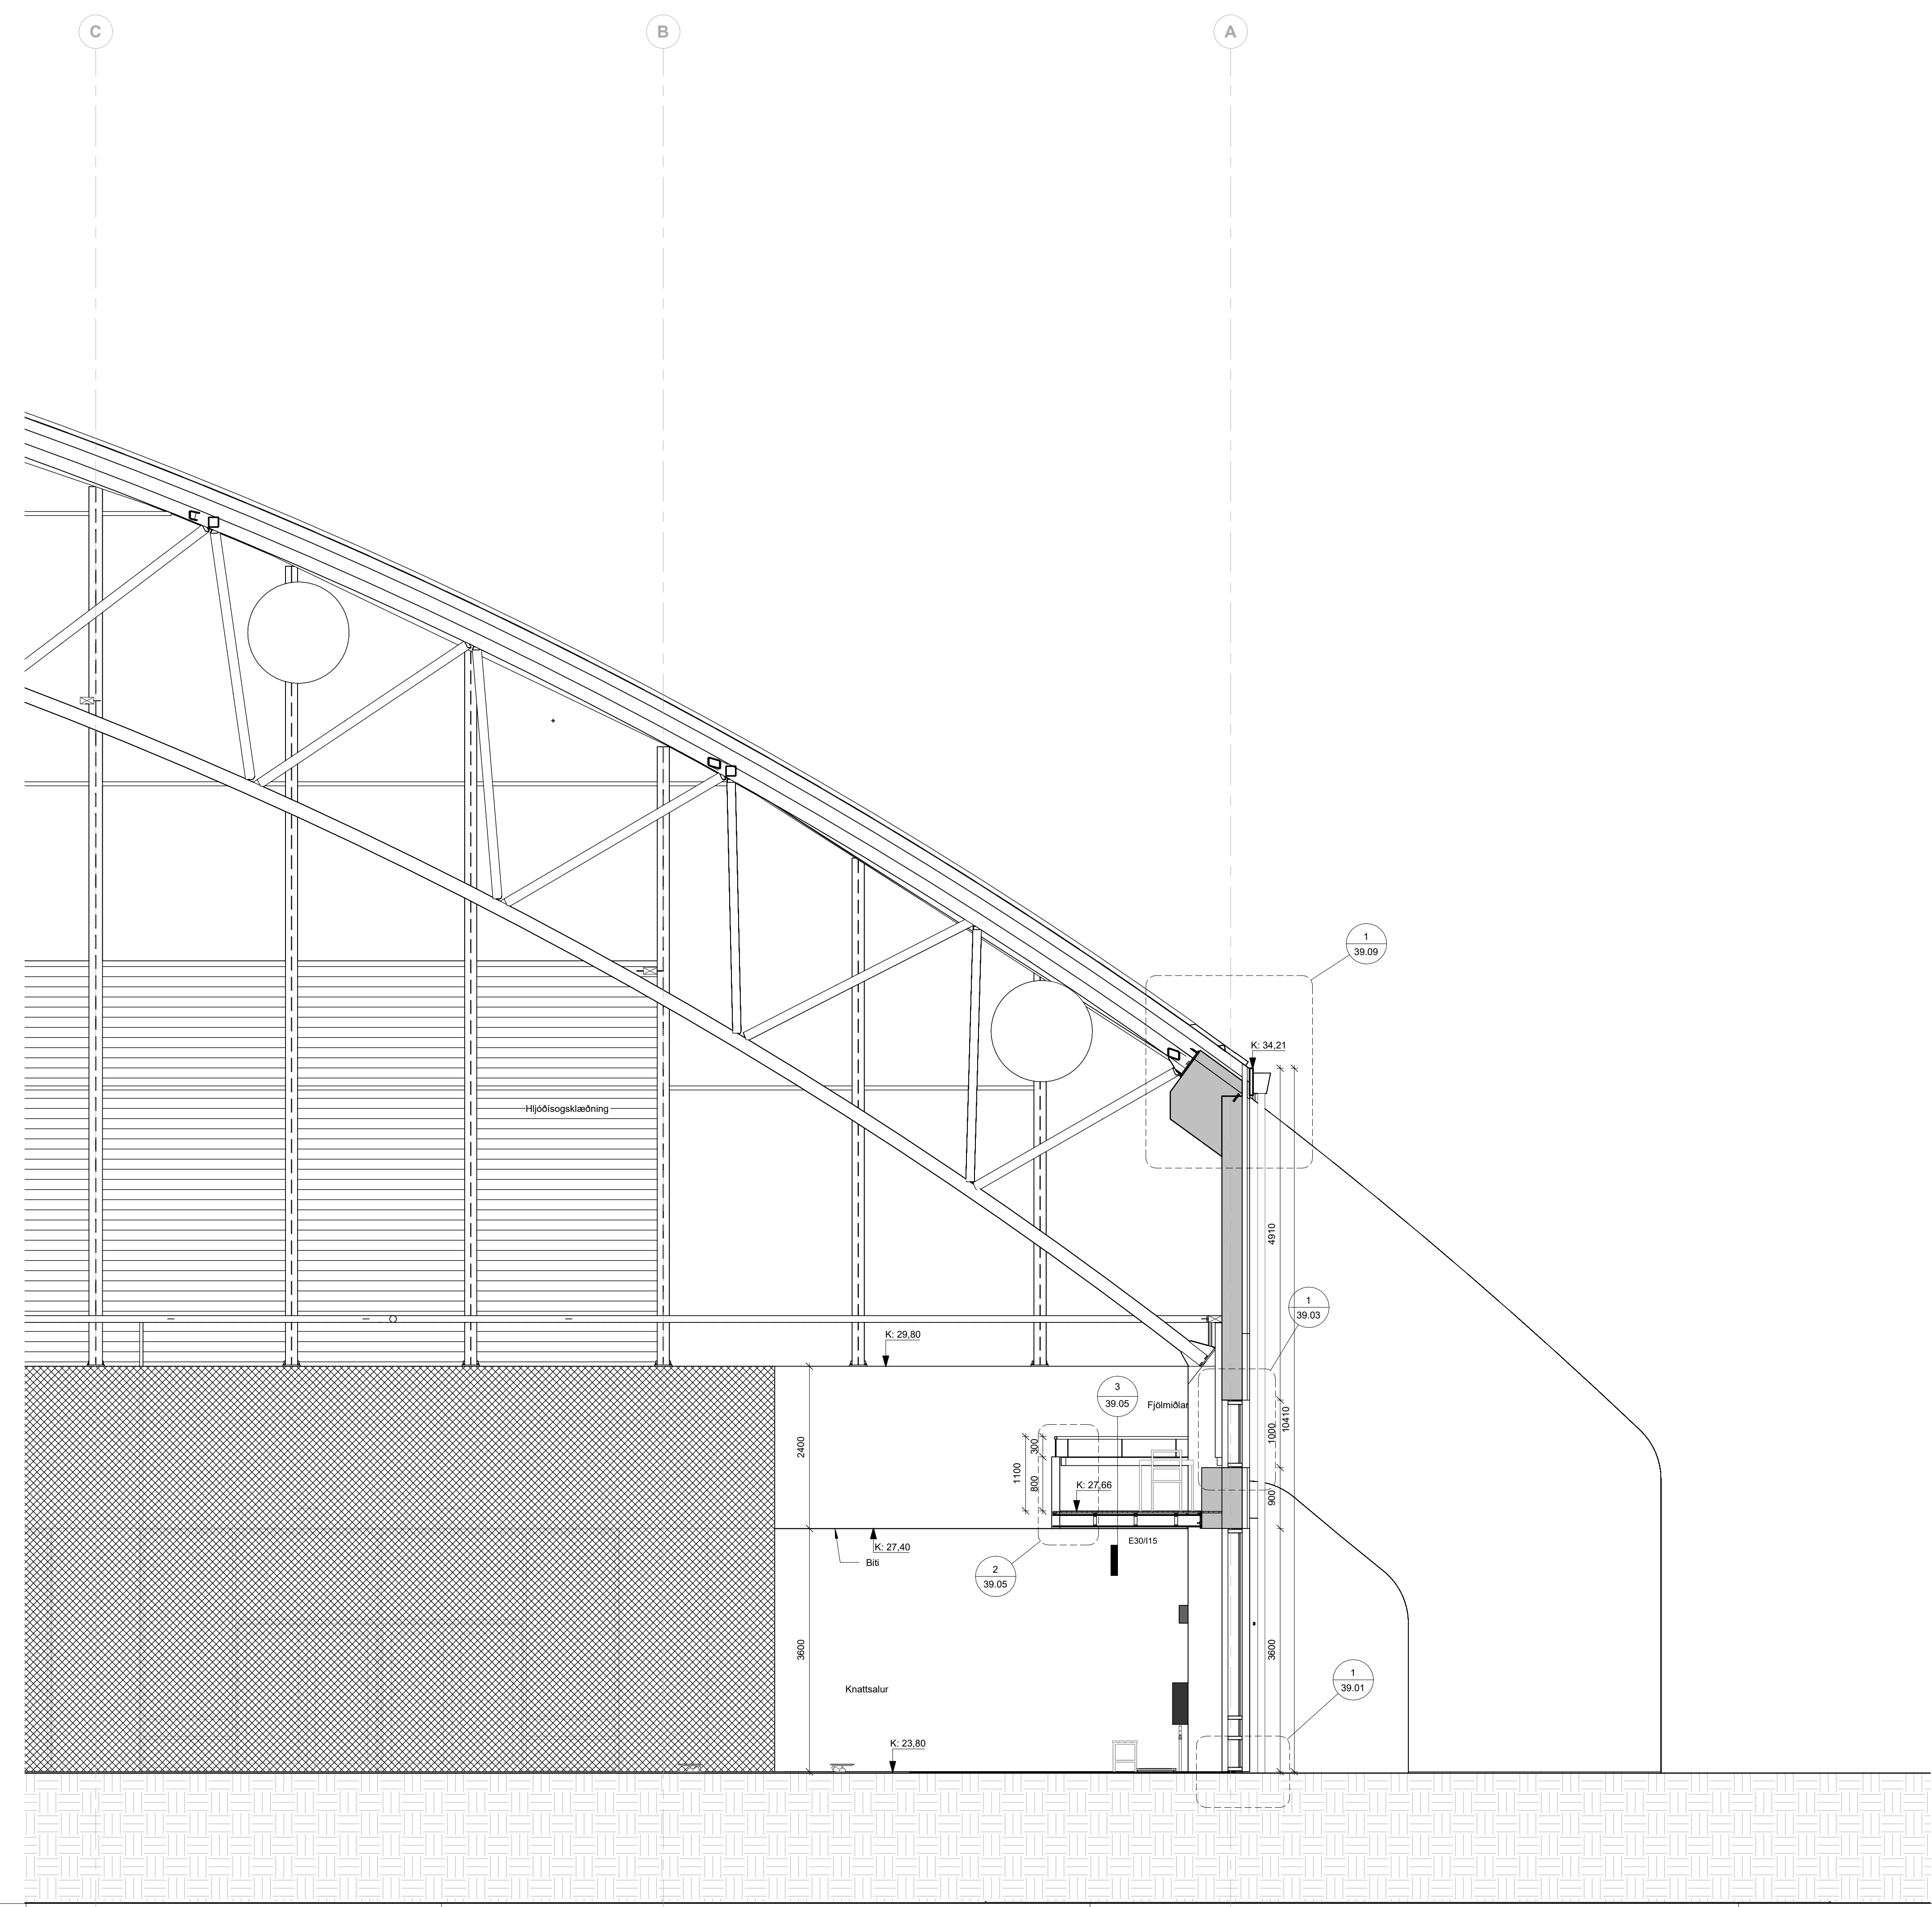 C
B
A
1
39.09
K: 34,21
Hljóðísogsklæðning
4910
1
39.03
K: 29,80
3
39.05
Fjölmiðlar
2400
1100
300
800
1000
10410
K: 27,66
900
K: 27,40
Biti
E30/I15
2
39.05
3600
3600
Knattsalur
1
39.01
K: 23,80